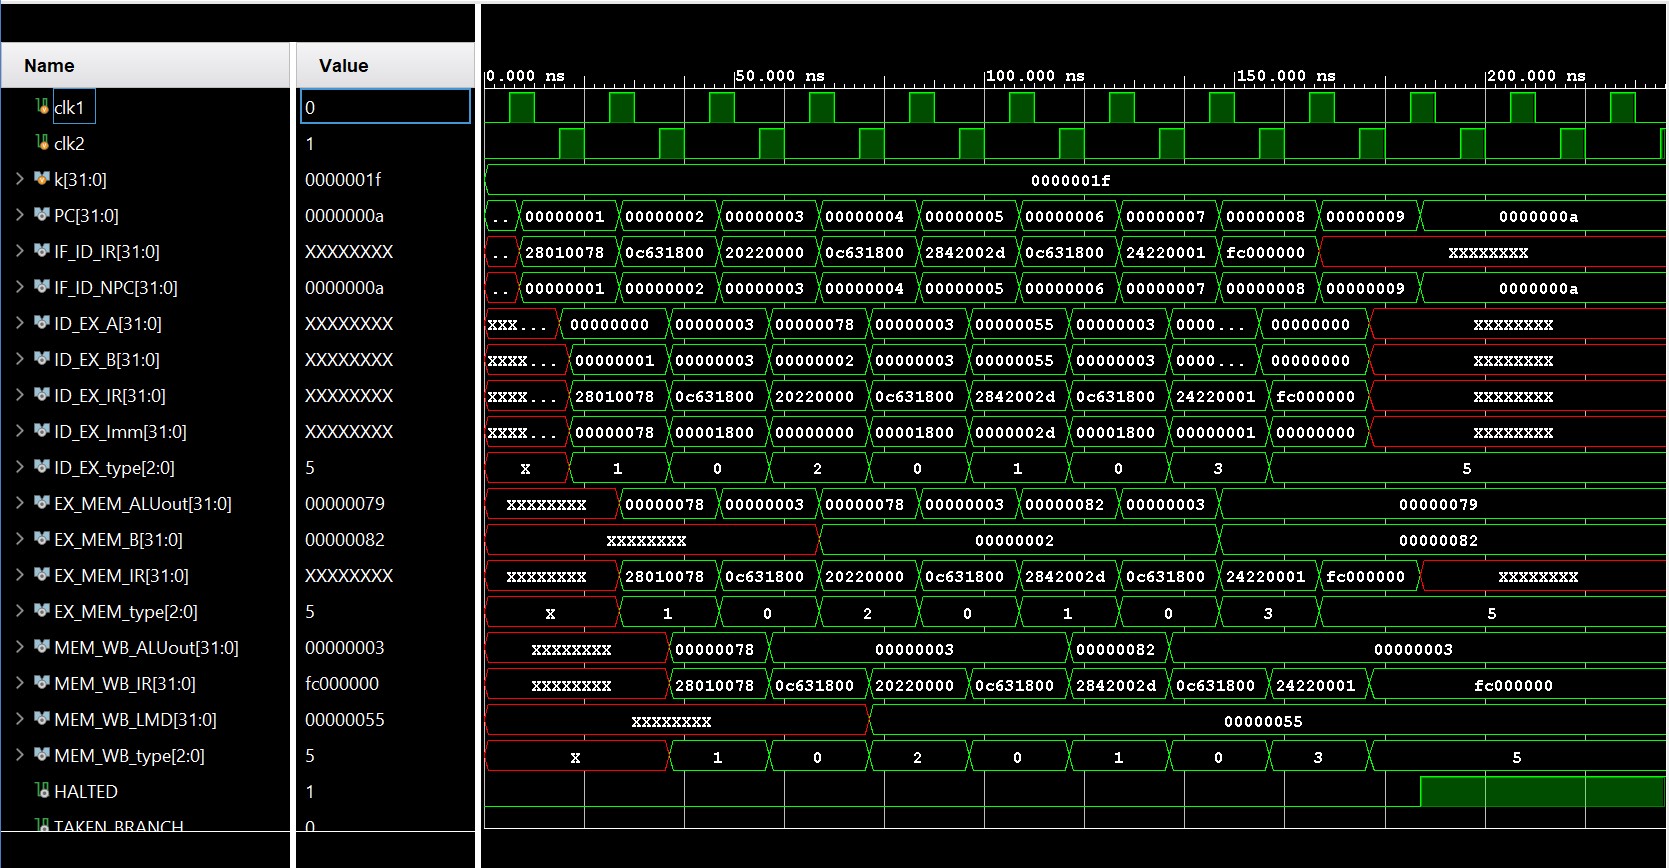 Name Value 0.000 ns 50.000 ns 100.000 ns 150.000 ns 200.000 ns
clk1 0
clk2 1
k[31:0] 0000001f 0000001f
PC[31:0] 0000000a .. 00000001 00000002 00000003 00000004 00000005 00000006 00000007 00000008 00000009 0000000a
IF_ID_IR[31:0] XXXXXXXX .. 28010078 0c631800 20220000 0c631800 2842002d 0c631800 24220001 fc000000 XXXXXXXX
IF_ID_NPC[31:0] 0000000a .. 00000001 00000002 00000003 00000004 00000005 00000006 00000007 00000008 00000009 0000000a
ID_EX_A[31:0] XXXXXXXX XXX... 00000000 00000003 00000078 00000003 00000055 00000003 0000... 00000000 XXXXXXXX
ID_EX_B[31:0] XXXXXXXX XXXX... 00000001 00000003 00000002 00000003 00000055 00000003 0000... 00000000 XXXXXXXX
ID_EX_IR[31:0] XXXXXXXX XXXX... 28010078 0c631800 20220000 0c631800 2842002d 0c631800 24220001 fc000000 XXXXXXXX
ID_EX_Imm[31:0] XXXXXXXX XXXX... 00000078 00001800 00000000 00001800 0000002d 00001800 00000001 00000000 XXXXXXXX
ID_EX_type[2:0] 5 X 1 0 2 0 1 0 3 5
EX_MEM_ALUout[31:0] 00000079 XXXXXXXX 00000078 00000003 00000078 00000003 00000082 00000003 00000079
EX_MEM_B[31:0] 00000082 XXXXXXXX 00000002 00000082
EX_MEM_IR[31:0] XXXXXXXX XXXXXXXX 28010078 0c631800 20220000 0c631800 2842002d 0c631800 24220001 fc000000 XXXXXXXX
EX_MEM_type[2:0] 5 X 1 0 2 0 1 0 3 5
MEM_WB_ALUout[31:0] 00000003 XXXXXXXX 00000078 00000003 00000082 00000003
MEM_WB_IR[31:0] fc000000 XXXXXXXX 28010078 0c631800 20220000 0c631800 2842002d 0c631800 24220001 fc000000
MEM_WB_LMD[31:0] 00000055 XXXXXXXX 00000055
MEM_WB_type[2:0] 5 X 1 0 2 0 1 0 3 5
HALTED 1
TAKEN_BRANCH 0